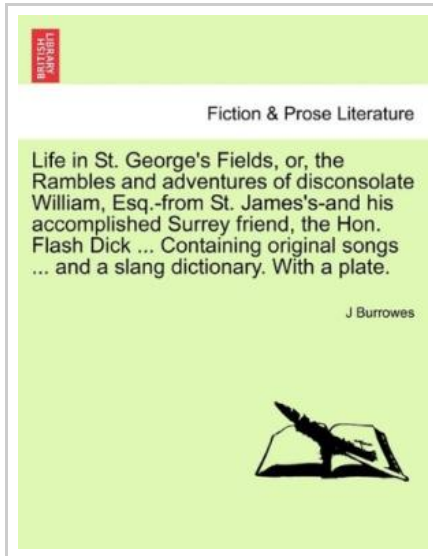 BRITISH
LIBRARY
Fiction & Prose Literature
Life in St. George's Fields, or, the
Rambles and adventures of disconsolate
William, Esq.-from St. James's-and his
accomplished Surrey friend, the Hon.
Flash Dick ... Containing original songs
... and a slang dictionary. With a plate.
J Burrowes